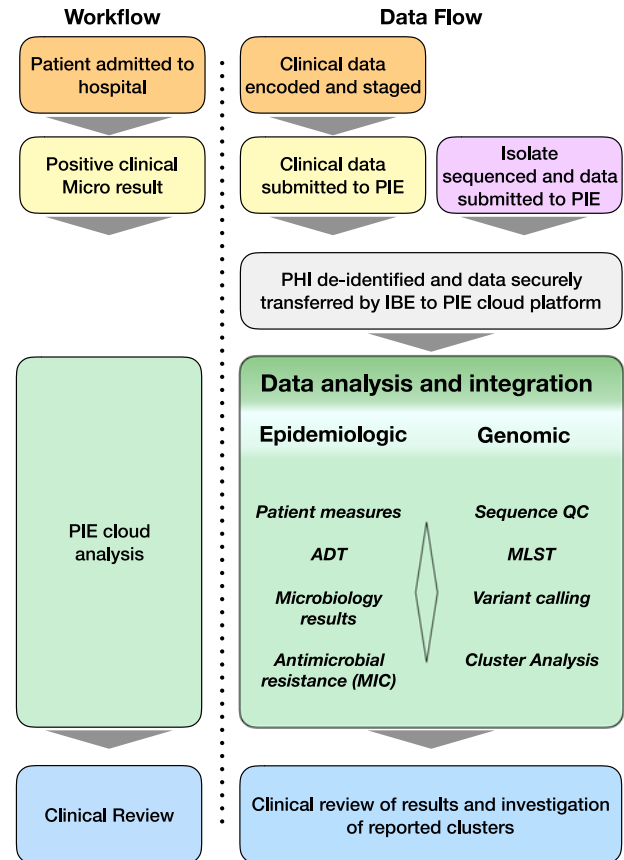 Workflow
Data Flow
Patient admitted to
hospital
Clinical data
encoded and staged
Positive clinical
Micro result
Clinical data
submitted to PIE
Isolate
sequenced and data
submitted to PIE
PHI de-identified and data securely
transferred by IBE to PIE cloud platform
PIE cloud
analysis
Data analysis and integration
Epidemiologic
Genomic
Patient measures
Sequence QC
ADT
MLST
Microbiology
results
Variant calling
Antimicrobial
resistance (MIC)
Cluster Analysis
Clinical Review
Clinical review of results and investigation
of reported clusters